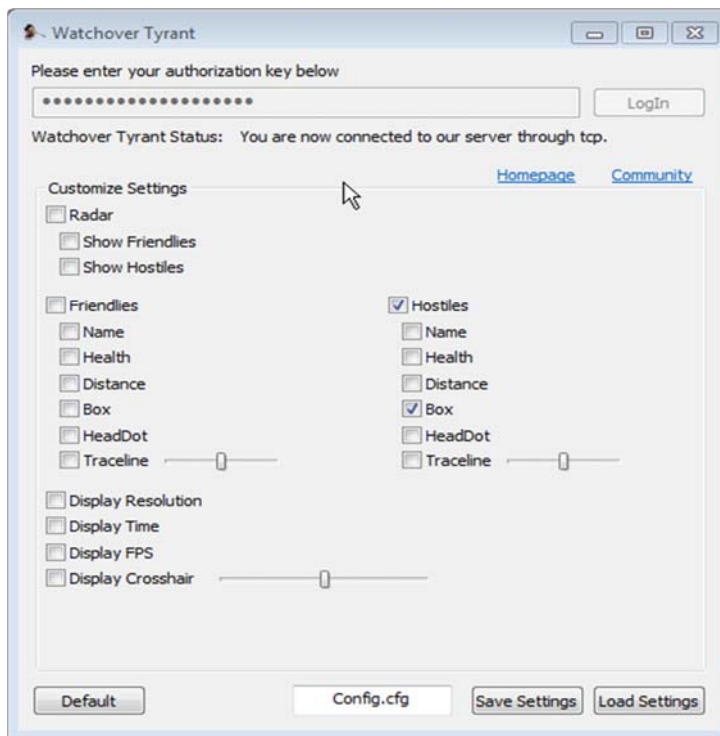 Watchover Tyrant
Please enter your authorization key below
•••••••••••••••••••• LogIn
Watchover Tyrant Status: You are now connected to our server through tcp.
Homepage Community
Customize Settings
Radar
Show Friendlies
Show Hostiles
Friendlies Hostiles
Name Name
Health Health
Distance Distance
Box Box
HeadDot HeadDot
Traceline Traceline
Display Resolution
Display Time
Display FPS
Display Crosshair
Default Config.cfg Save Settings Load Settings